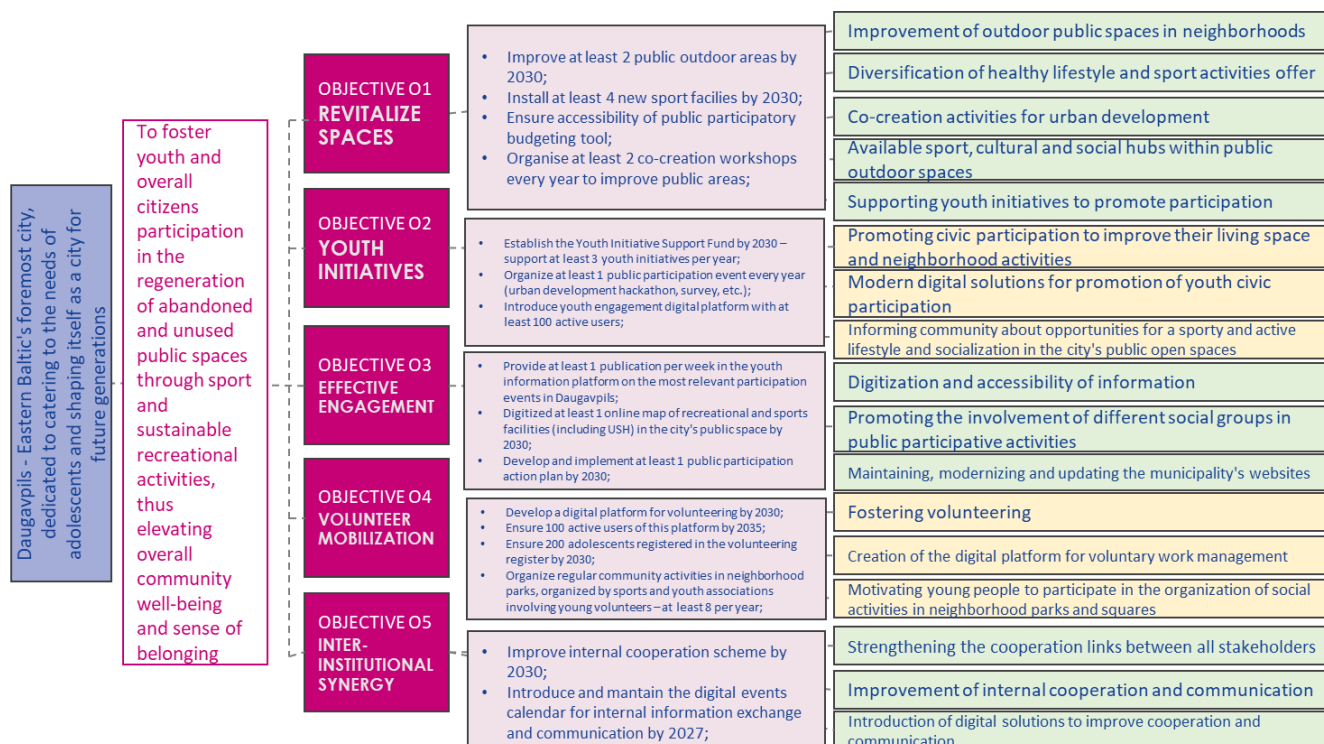 Daugavpils - Eastern Baltic's foremost city,
dedicated to catering to the needs of
adolescents and shaping itself as a city for
future generations
To foster
youth and
overall
citizens
participation
in the
regeneration
of abandoned
and unused
public spaces
through sport
and
sustainable
recreational
activities,
thus
elevating
overall
community
well-being
and sense of
belonging
OBJECTIVE O1
REVITALIZE
SPACES
OBJECTIVE O2
YOUTH
INITIATIVES
OBJECTIVE O3
EFFECTIVE
ENGAGEMENT
OBJECTIVE O4
VOLUNTEER
MOBILIZATION
OBJECTIVE O5
INTER-
INSTITUTIONAL
SYNERGY
• Improve at least 2 public outdoor areas by
2030;
• Install at least 4 new sport facilies by 2030;
• Ensure accessibility of public participatory
budgeting tool;
• Organise at least 2 co-creation workshops
every year to improve public areas;
• Establish the Youth Initiative Support Fund by 2030 –
support at least 3 youth initiatives per year;
• Organize at least 1 public participation event every year
(urban development hackathon, survey, etc.);
• Introduce youth engagement digital platform with at
least 100 active users;
• Provide at least 1 publication per week in the youth
information platform on the most relevant participation
events in Daugavpils;
• Digitized at least 1 online map of recreational and sports
facilities (including USH) in the city's public space by
2030;
• Develop and implement at least 1 public participation
action plan by 2030;
• Develop a digital platform for volunteering by 2030;
• Ensure 100 active users of this platform by 2035;
• Ensure 200 adolescents registered in the volunteering
register by 2030;
• Organize regular community activities in neighborhood
parks, organized by sports and youth associations
involving young volunteers – at least 8 per year;
• Improve internal cooperation scheme by
2030;
• Introduce and mantain the digital events
calendar for internal information exchange
and communication by 2027;
Improvement of outdoor public spaces in neighborhoods
Diversification of healthy lifestyle and sport activities offer
Co-creation activities for urban development
Available sport, cultural and social hubs within public
outdoor spaces
Supporting youth initiatives to promote participation
Promoting civic participation to improve their living space
and neighborhood activities
Modern digital solutions for promotion of youth civic
participation
Informing community about opportunities for a sporty and active
lifestyle and socialization in the city's public open spaces
Digitization and accessibility of information
Promoting the involvement of different social groups in
public participative activities
Maintaining, modernizing and updating the municipality's websites
Fostering volunteering
Creation of the digital platform for voluntary work management
Motivating young people to participate in the organization of social
activities in neighborhood parks and squares
Strengthening the cooperation links between all stakeholders
Improvement of internal cooperation and communication
Introduction of digital solutions to improve cooperation and
communication